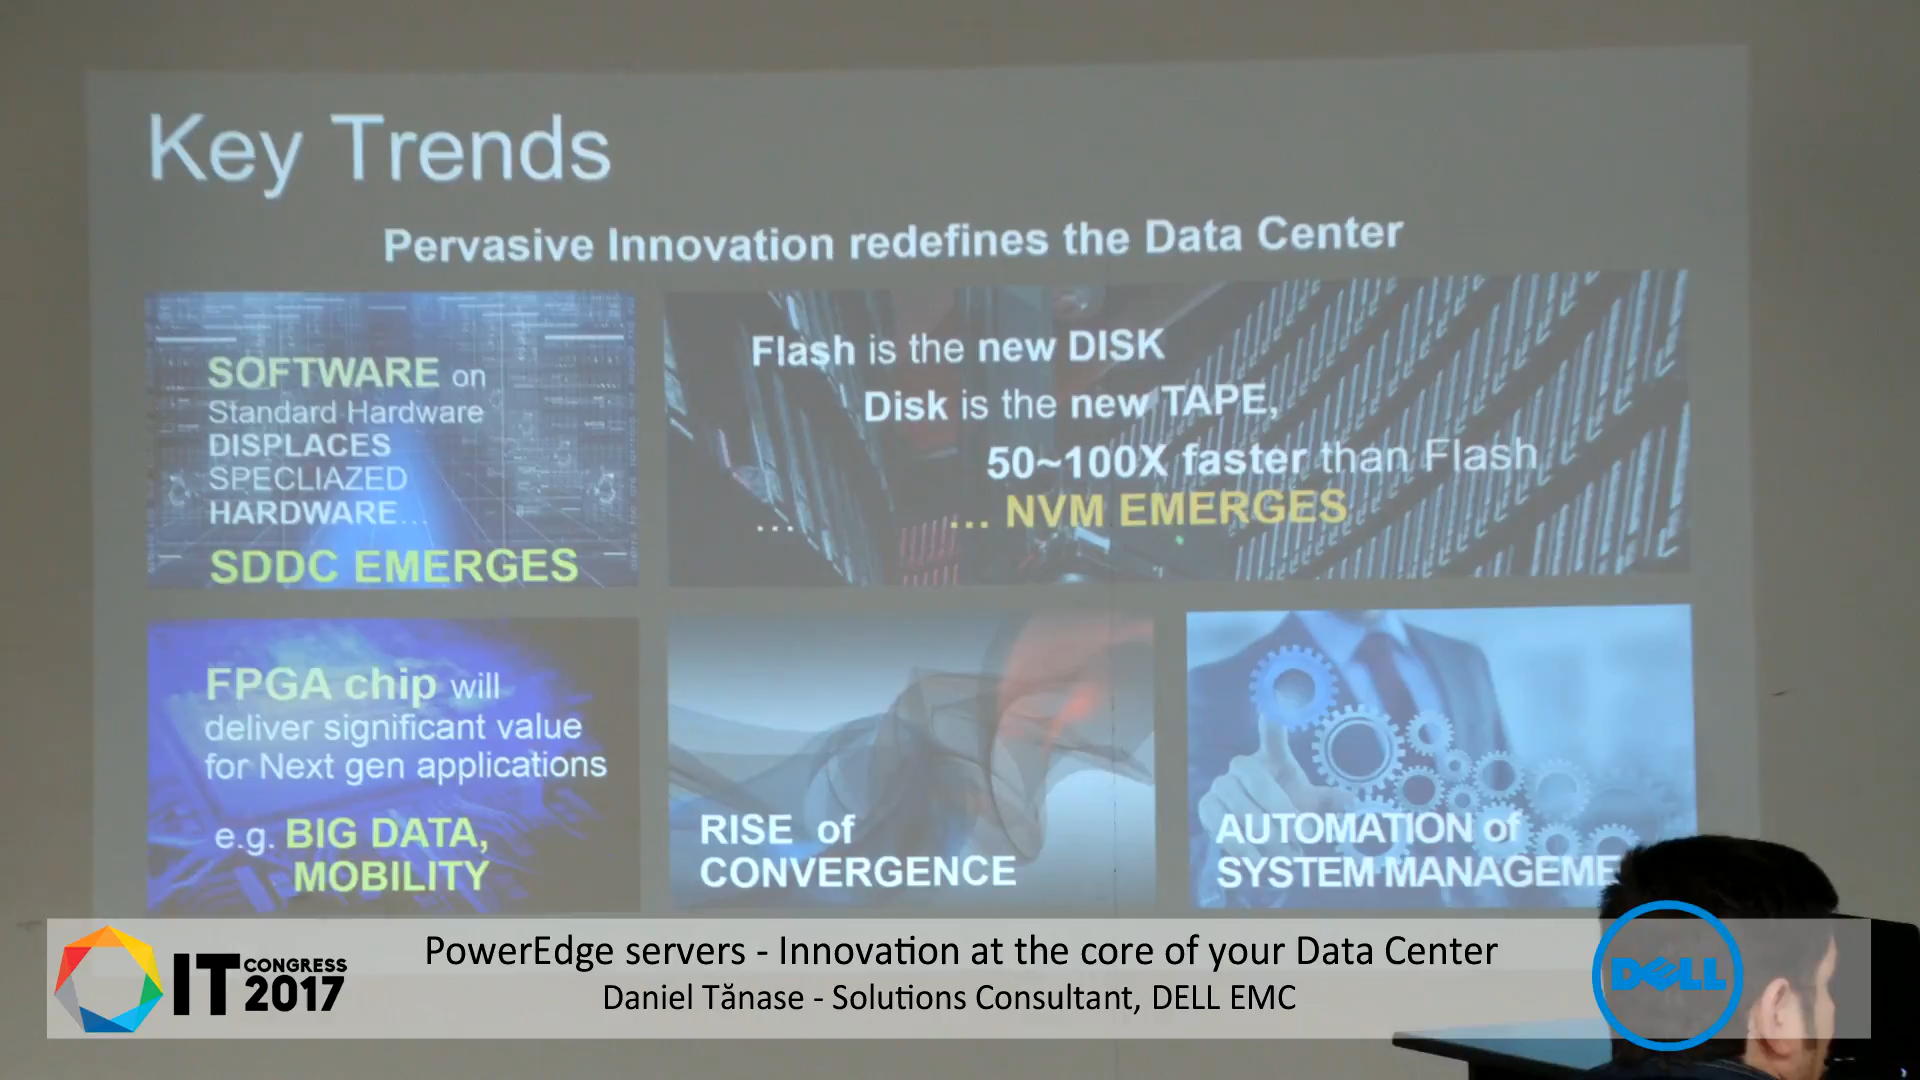 Key Trends
Pervasive Innovation redefines the Data Center
SOFTWARE on
Standard Hardware
DISPLACES
SPECLIAZED
HARDWARE...
SDDC EMERGES
Flash is the new DISK
Disk is the new TAPE,
50~100X faster than Flash
... ... NVM EMERGES
FPGA chip will
deliver significant value
for Next gen applications
e.g. BIG DATA,
MOBILITY
RISE of
CONVERGENCE
AUTOMATION of
SYSTEM MANAGEME
IT CONGRESS 2017
PowerEdge servers - Innovation at the core of your Data Center
Daniel Tănase - Solutions Consultant, DELL EMC
DELL